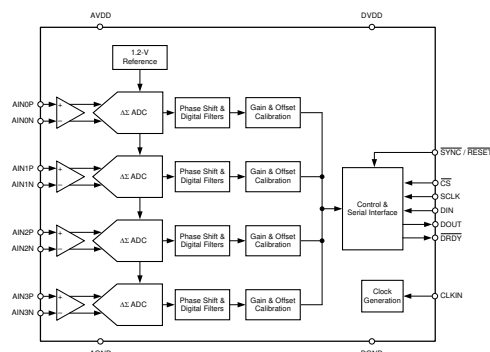 AVDD
DVDD
1.2-V
Reference
AIN0P
AIN0N
+
−
ΔΣ ADC
Phase Shift &
Digital Filters
Gain & Offset
Calibration
SYNC / RESET
AIN1P
AIN1N
+
−
ΔΣ ADC
Phase Shift &
Digital Filters
Gain & Offset
Calibration
CS
SCLK
Control &
Serial Interface
DIN
DOUT
DRDY
AIN2P
AIN2N
+
−
ΔΣ ADC
Phase Shift &
Digital Filters
Gain & Offset
Calibration
AIN3P
AIN3N
+
−
ΔΣ ADC
Phase Shift &
Digital Filters
Gain & Offset
Calibration
Clock
Generation
CLKIN